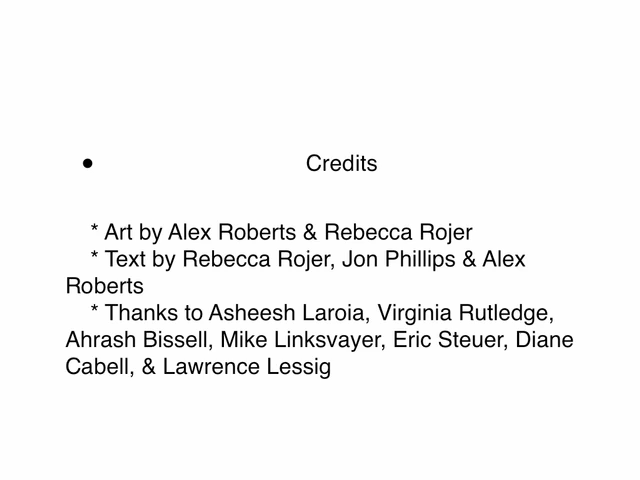 • Credits
* Art by Alex Roberts & Rebecca Rojer
* Text by Rebecca Rojer, Jon Phillips & Alex
Roberts
* Thanks to Asheesh Laroia, Virginia Rutledge,
Ahrash Bissell, Mike Linksvayer, Eric Steuer, Diane
Cabell, & Lawrence Lessig